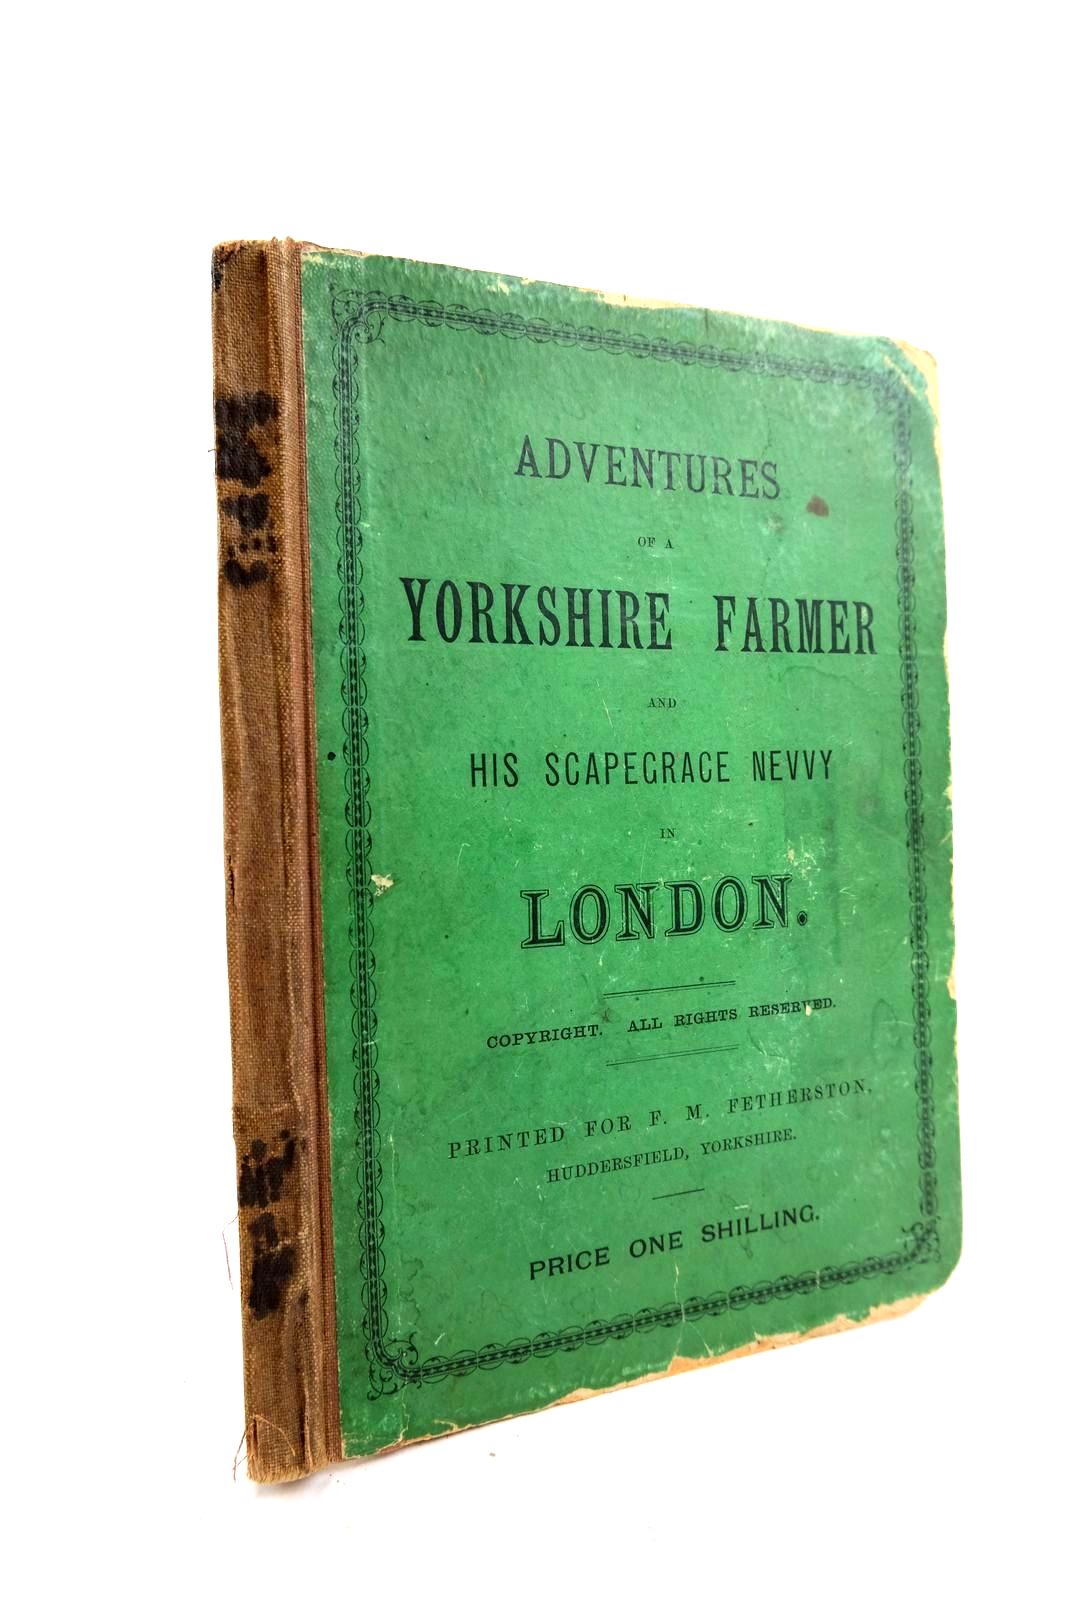 ADVENTURES
OF A
YORKSHIRE FARMER
AND
HIS SCAPEGRACE NEVVY
IN
LONDON.
COPYRIGHT. ALL RIGHTS RESERVED.
PRINTED FOR F. M. FETHERSTON,
HUDDERSFIELD, YORKSHIRE.
PRICE ONE SHILLING.